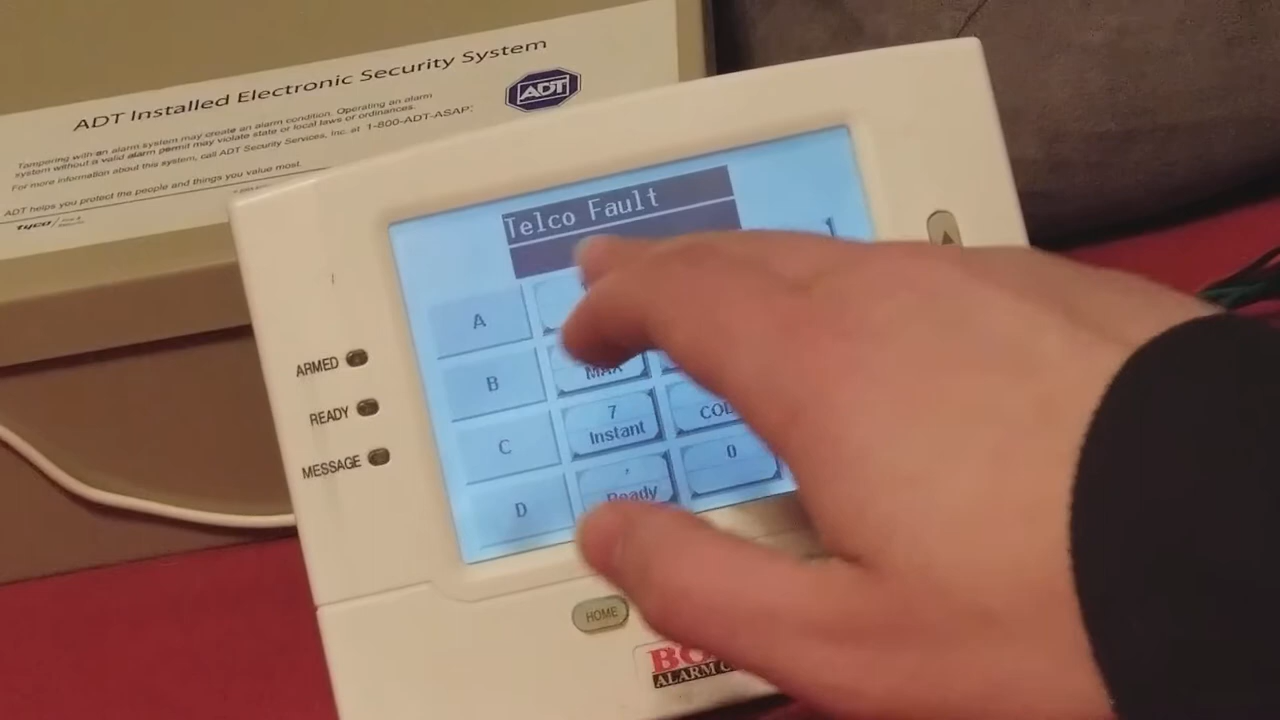 ADT Installed Electronic Security System
ADT
Tampering with an alarm system may create an alarm condition. Operating an alarm
system without a valid alarm permit may violate state or local laws or ordinances.
For more information about this system, call ADT Security Services, Inc. at 1-800-ADT-ASAP.
ADT helps you protect the people and things you value most.
tyco
Telco Fault
A
B
MAX
C
7
Instant
COD
D
Ready
0
ARMED
READY
MESSAGE
HOME
ALARM C